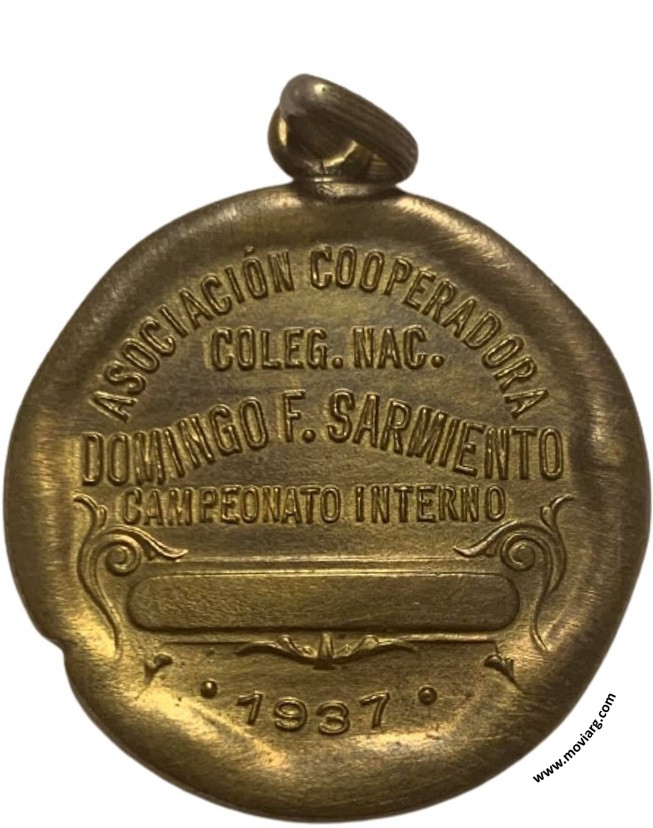 ASOCIACIÓN COOPERADORA
COLEG. NAC.
DOMINGO F. SARMIENTO
CAMPEONATO INTERNO
· 1937 ·
www.moviarg.com